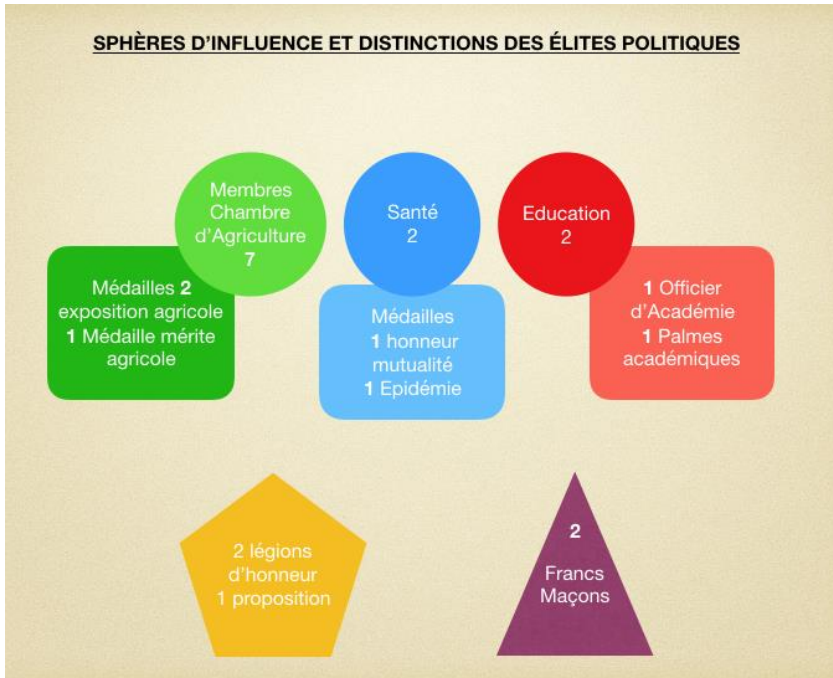 SPHÈRES D'INFLUENCE ET DISTINCTIONS DES ÉLITES POLITIQUES
Membres
Chambre
d'Agriculture
7
Santé
2
Education
2
Médailles 2
exposition agricole
1 Médaille mérite
agricole
Médailles
1 honneur
mutualité
1 Epidémie
1 Officier
d'Académie
1 Palmes
académiques
2 légions
d'honneur
1 proposition
2
Francs
Maçons